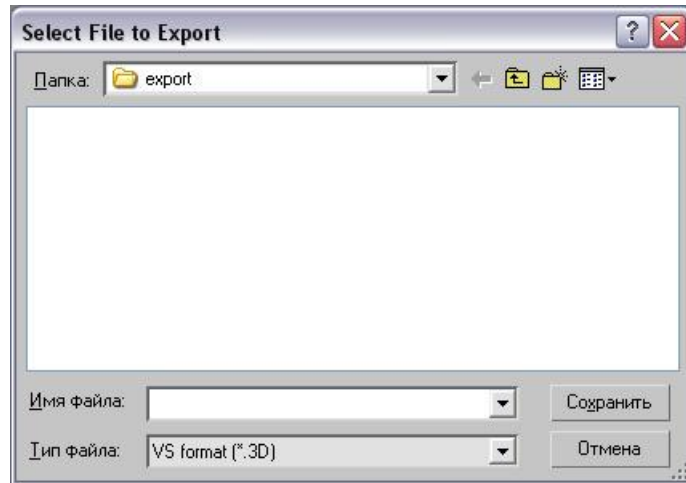 Select File to Export
Папка: export
Имя файла:
Сохранить
Тип файла: VS format (*.3D)
Отмена